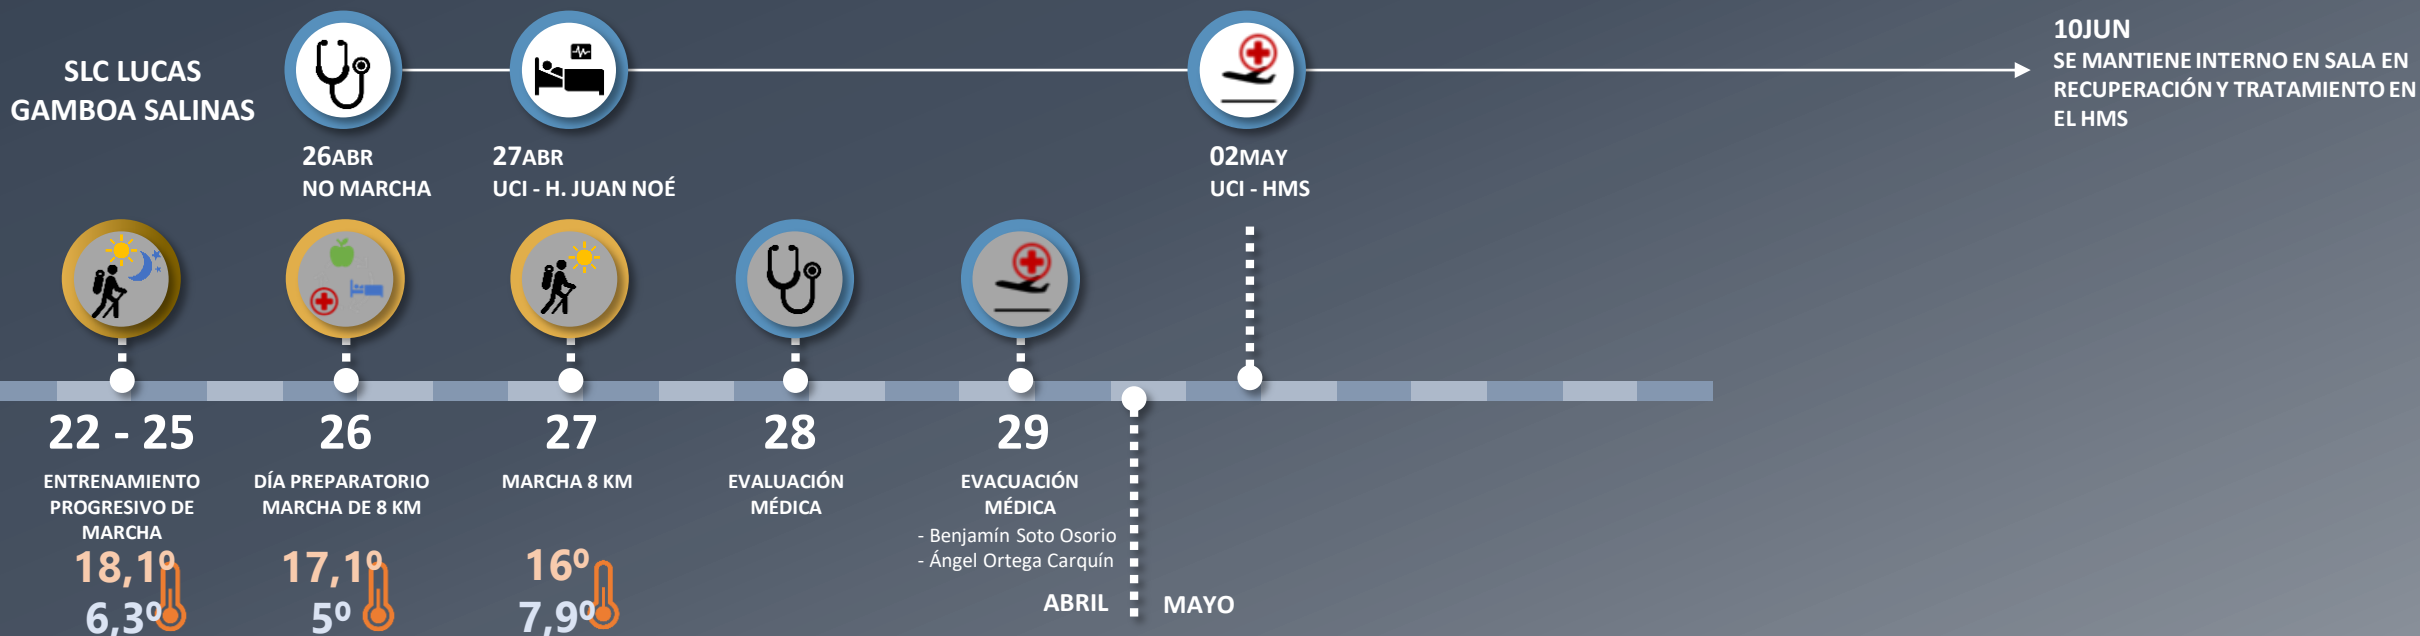 SLC LUCAS
GAMBOA SALINAS
26ABR
NO MARCHA
27ABR
UCI - H. JUAN NOÉ
02MAY
UCI - HMS
10JUN
SE MANTIENE INTERNO EN SALA EN
RECUPERACIÓN Y TRATAMIENTO EN
EL HMS
22 - 25
ENTRENAMIENTO
PROGRESIVO DE
MARCHA
18,1º
6,3º
26
DÍA PREPARATORIO
MARCHA DE 8 KM
17,1º
5º
27
MARCHA 8 KM
16º
7,9º
28
EVALUACIÓN
MÉDICA
29
EVACUACIÓN
MÉDICA
- Benjamín Soto Osorio
- Ángel Ortega Carquín
ABRIL
MAYO